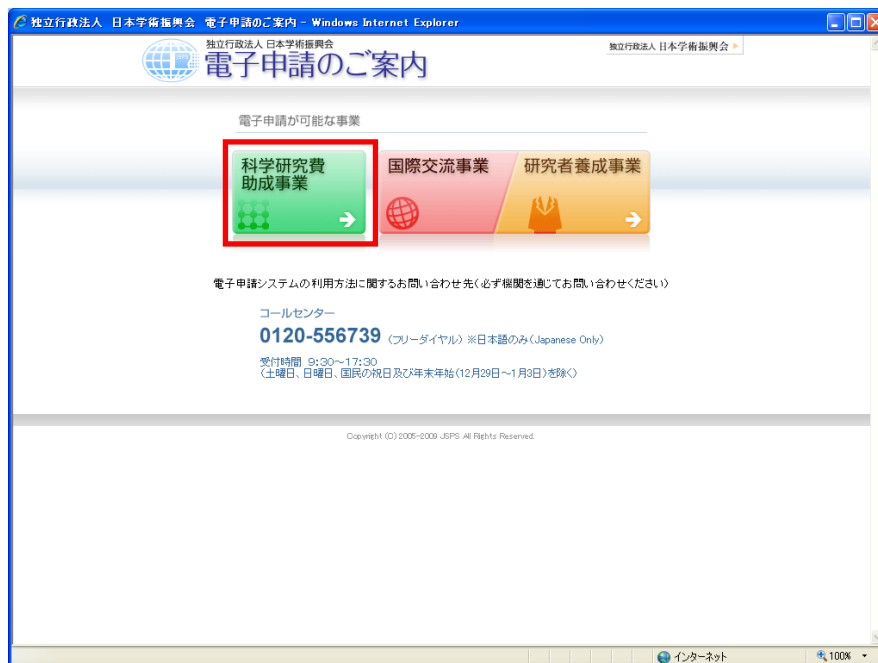 独立行政法人 日本学術振興会 電子申請のご案内 - Windows Internet Explorer
独立行政法人 日本学術振興会
電子申請のご案内
独立行政法人 日本学術振興会
電子申請が可能な事業
科学研究費
助成事業
国際交流事業
研究者養成事業
電子申請システムの利用方法に関するお問い合わせ先(必ず機関を通じてお問い合わせください)
コールセンター
0120-556739 (フリーダイヤル) ※日本語のみ(Japanese Only)
受付時間 9:30~17:30
(土曜日、日曜日、国民の祝日及び年末年始(12月29日~1月3日)を除く)
Copyright (C) 2005-2009 JSPS All Rights Reserved.
インターネット
100%